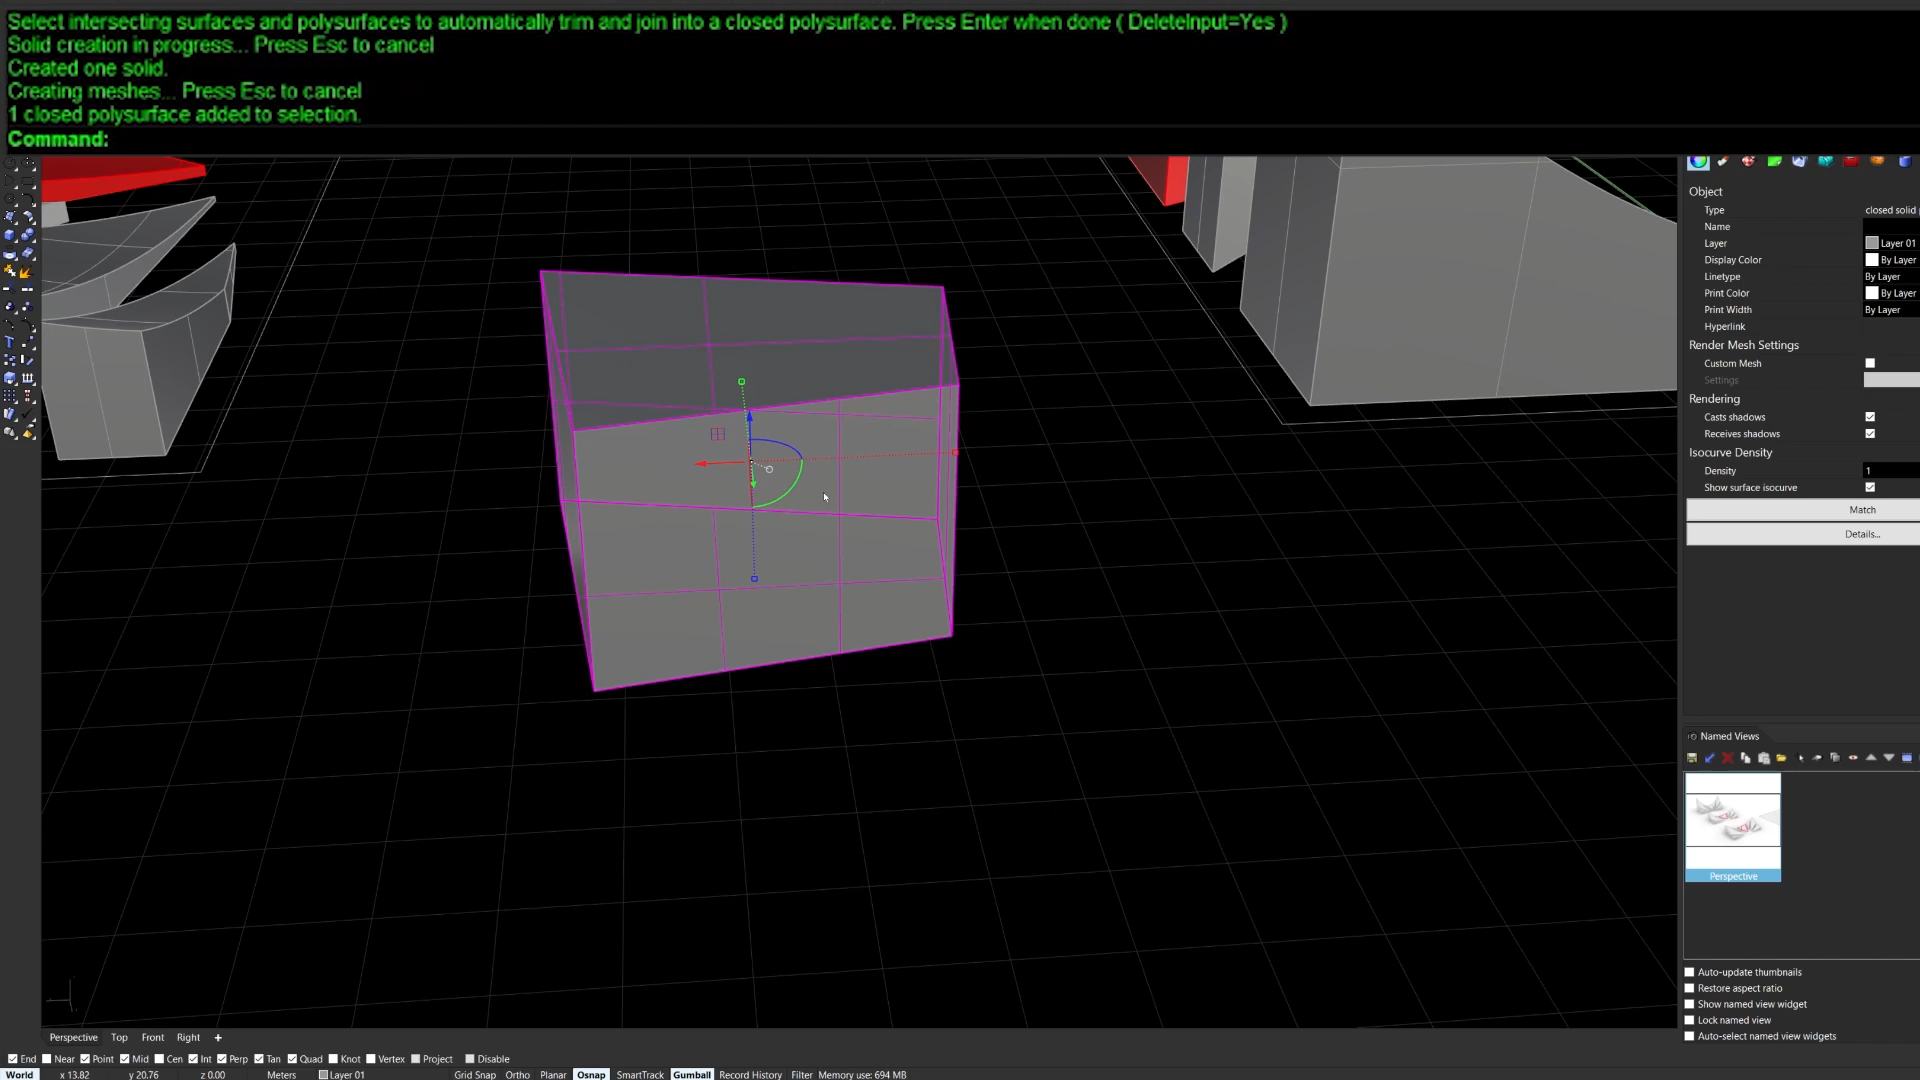 Select intersecting surfaces and polysurfaces to automatically trim and join into a closed polysurface. Press Enter when done ( DeleteInput=Yes )
Solid creation in progress... Press Esc to cancel
Created one solid.
Creating meshes... Press Esc to cancel
1 closed polysurface added to selection.
Command:
Object
Type closed solid
Name
Layer Layer 01
Display Color By Layer
Linetype By Layer
Print Color By Layer
Print Width By Layer
Hyperlink
Render Mesh Settings
Custom Mesh
Settings
Rendering
Casts shadows
Receives shadows
Isocurve Density
Density 1
Show surface isocurve
Match
Details...
Named Views
Perspective
Auto-update thumbnails
Restore aspect ratio
Show named view widget
Lock named view
Auto-select named view widgets
Perspective Top Front Right
End Near Point Mid Cen Int Perp Tan Quad Knot Vertex Project Disable
World x 13.82 y 20.76 z 0.00 Meters Layer 01 Grid Snap Ortho Planar Osnap SmartTrack Gumball Record History Filter Memory use: 694 MB